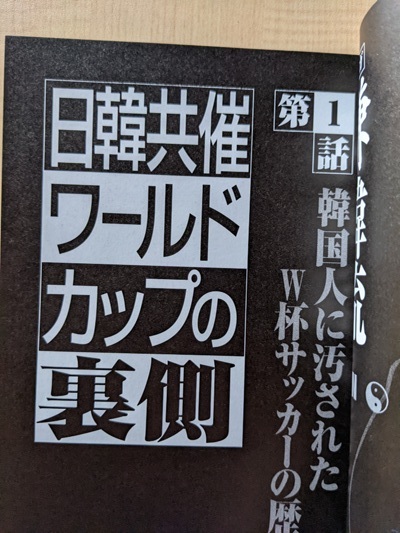 第1話
韓国人に汚された
W杯サッカーの歴
日韓共催
ワールド
カップの
裏側